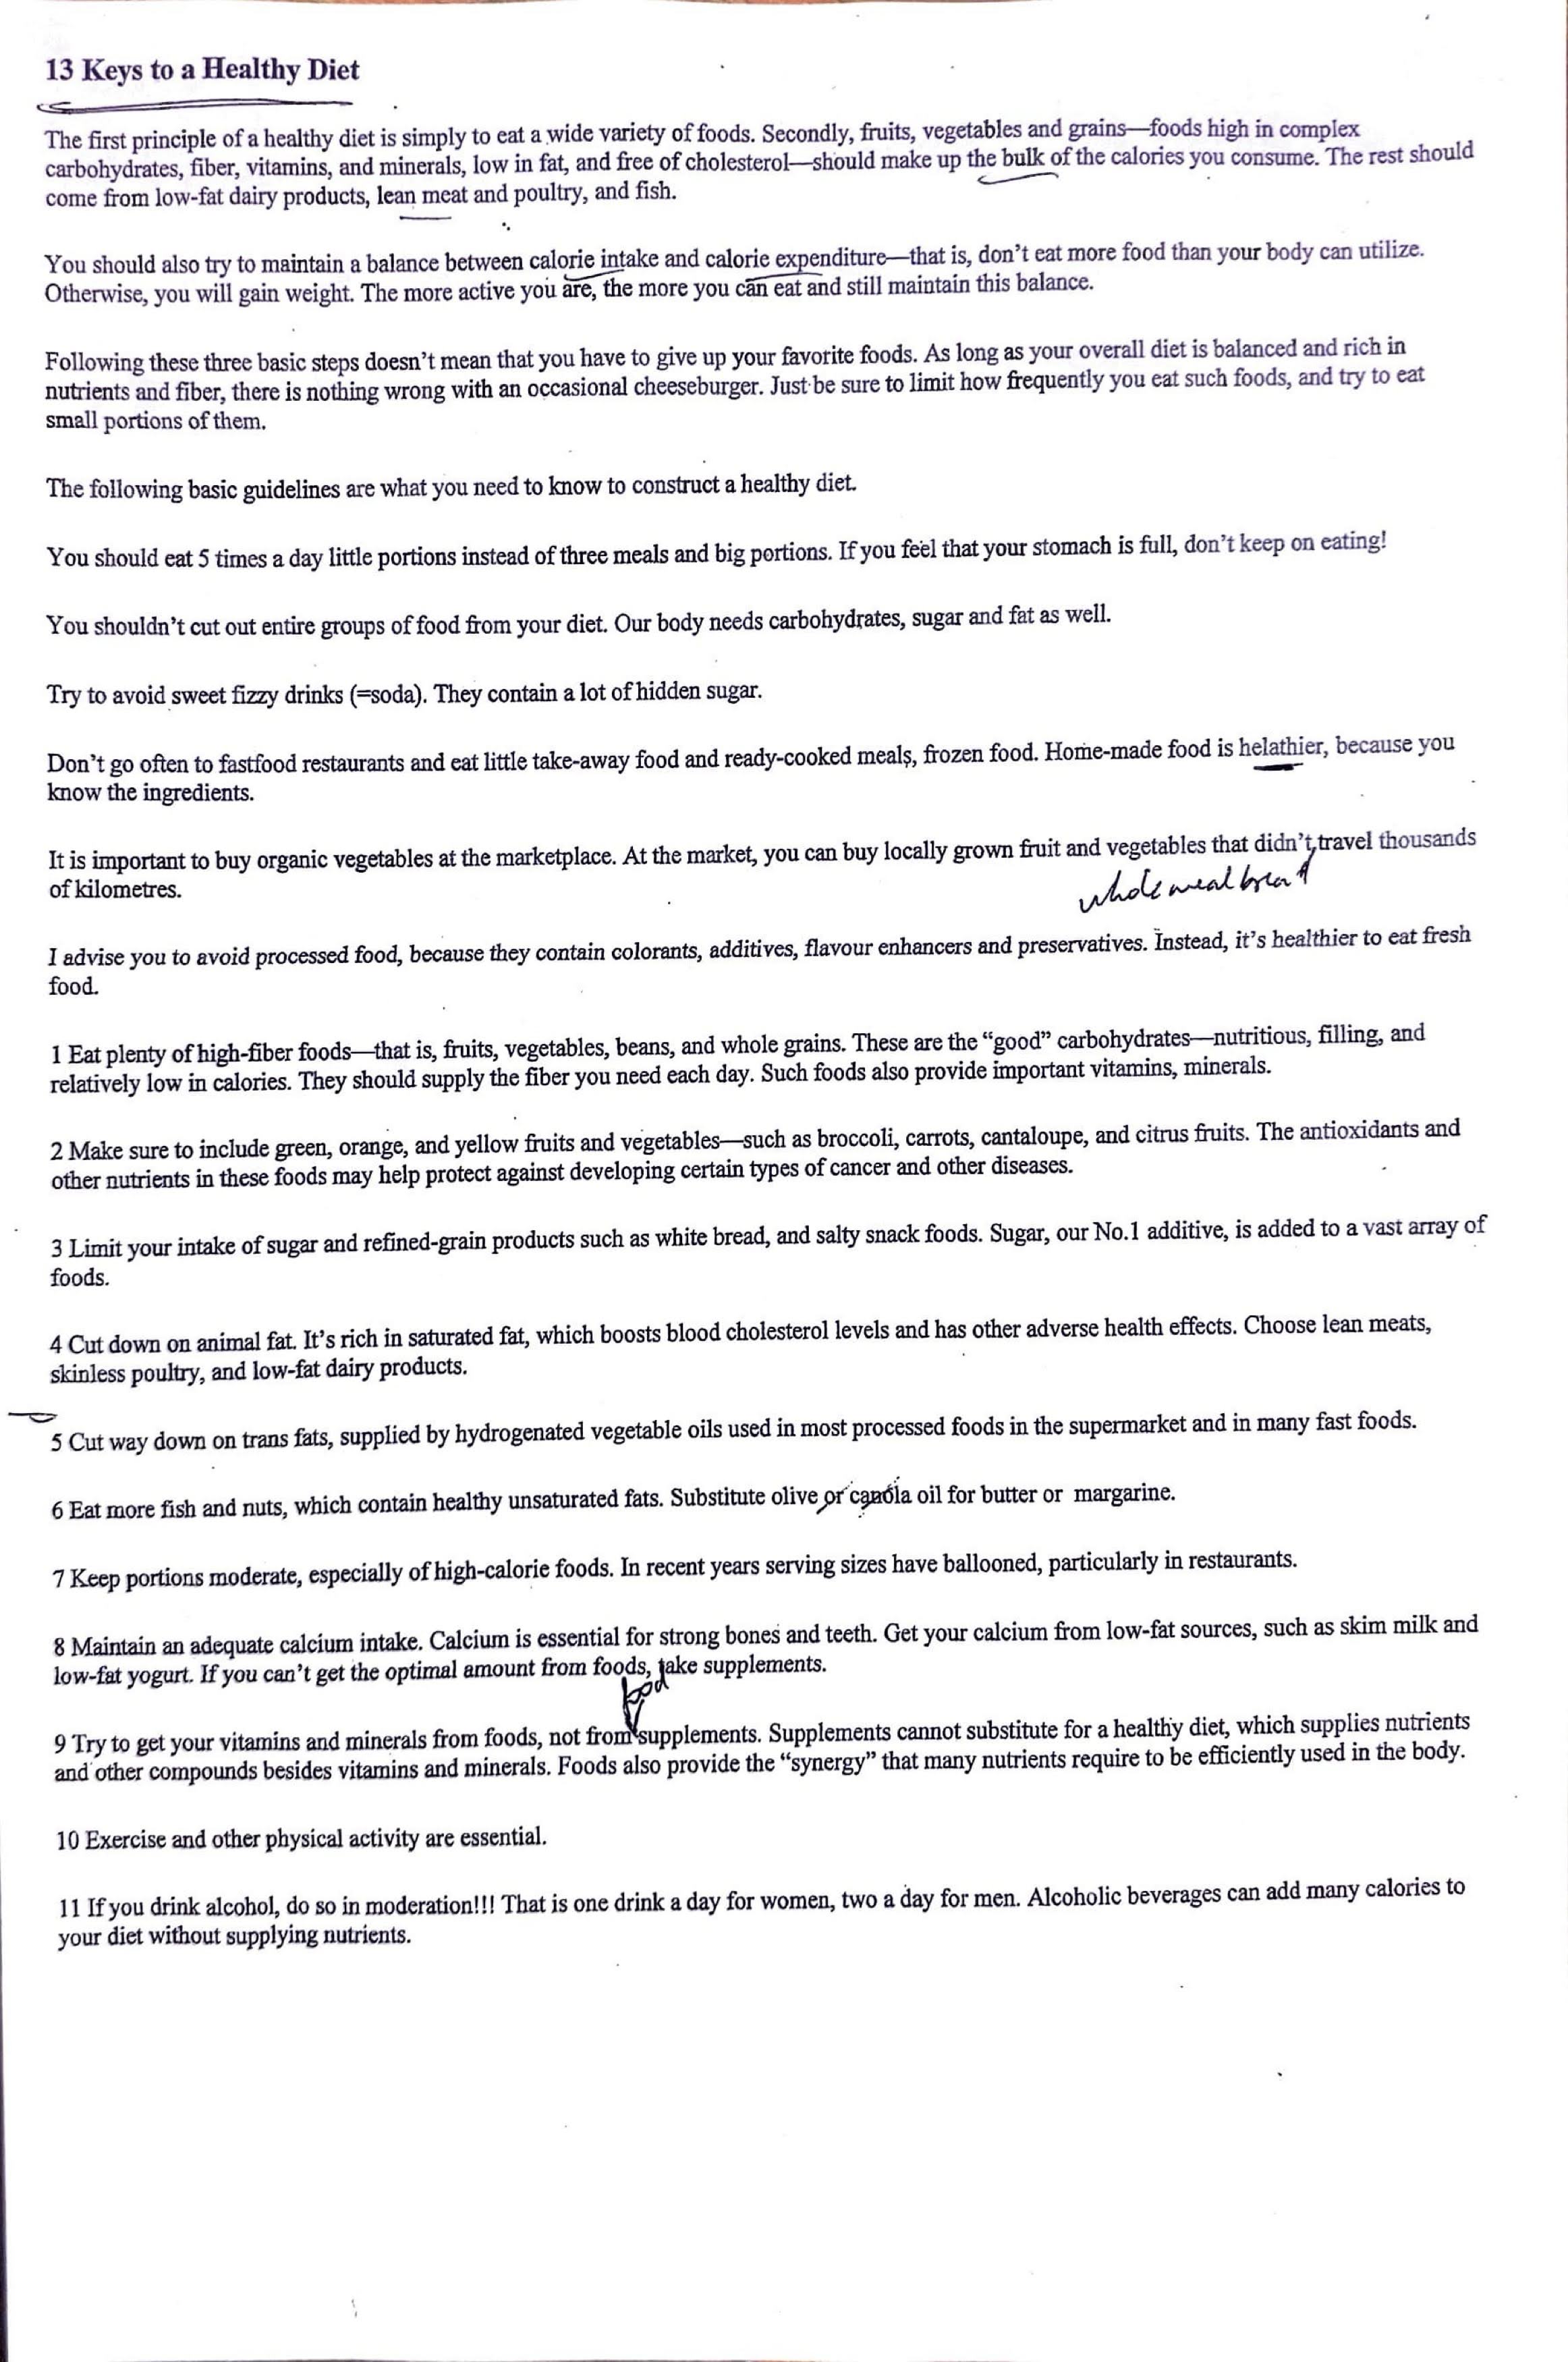 13 Keys to a Healthy Diet
The first principle of a healthy diet is simply to eat a wide variety of foods. Secondly, fruits, vegetables and grains—foods high in complex
carbohydrates, fiber, vitamins, and minerals, low in fat, and free of cholesterol—should make up the bulk of the calories you consume. The rest should
come from low-fat dairy products, lean meat and poultry, and fish.
You should also try to maintain a balance between calorie intake and calorie expenditure—that is, don't eat more food than your body can utilize.
Otherwise, you will gain weight. The more active you are, the more you can eat and still maintain this balance.
Following these three basic steps doesn't mean that you have to give up your favorite foods. As long as your overall diet is balanced and rich in
nutrients and fiber, there is nothing wrong with an occasional cheeseburger. Just be sure to limit how frequently you eat such foods, and try to eat
small portions of them.
The following basic guidelines are what you need to know to construct a healthy diet.
You should eat 5 times a day little portions instead of three meals and big portions. If you feel that your stomach is full, don't keep on eating!
You shouldn't cut out entire groups of food from your diet. Our body needs carbohydrates, sugar and fat as well.
Try to avoid sweet fizzy drinks (=soda). They contain a lot of hidden sugar.
Don't go often to fastfood restaurants and eat little take-away food and ready-cooked meals, frozen food. Home-made food is helathier, because you
know the ingredients.
It is important to buy organic vegetables at the marketplace. At the market, you can buy locally grown fruit and vegetables that didn't travel thousands
of kilometres.
wholemeal bread
I advise you to avoid processed food, because they contain colorants, additives, flavour enhancers and preservatives. Instead, it's healthier to eat fresh
food.
1 Eat plenty of high-fiber foods—that is, fruits, vegetables, beans, and whole grains. These are the "good" carbohydrates—nutritious, filling, and
relatively low in calories. They should supply the fiber you need each day. Such foods also provide important vitamins, minerals.
2 Make sure to include green, orange, and yellow fruits and vegetables—such as broccoli, carrots, cantaloupe, and citrus fruits. The antioxidants and
other nutrients in these foods may help protect against developing certain types of cancer and other diseases.
3 Limit your intake of sugar and refined-grain products such as white bread, and salty snack foods. Sugar, our No.1 additive, is added to a vast array of
foods.
4 Cut down on animal fat. It's rich in saturated fat, which boosts blood cholesterol levels and has other adverse health effects. Choose lean meats,
skinless poultry, and low-fat dairy products.
5 Cut way down on trans fats, supplied by hydrogenated vegetable oils used in most processed foods in the supermarket and in many fast foods.
6 Eat more fish and nuts, which contain healthy unsaturated fats. Substitute olive or canola oil for butter or margarine.
7 Keep portions moderate, especially of high-calorie foods. In recent years serving sizes have ballooned, particularly in restaurants.
8 Maintain an adequate calcium intake. Calcium is essential for strong bones and teeth. Get your calcium from low-fat sources, such as skim milk and
low-fat yogurt. If you can't get the optimal amount from foods, take supplements.
food
9 Try to get your vitamins and minerals from foods, not from supplements. Supplements cannot substitute for a healthy diet, which supplies nutrients
and other compounds besides vitamins and minerals. Foods also provide the "synergy" that many nutrients require to be efficiently used in the body.
10 Exercise and other physical activity are essential.
11 If you drink alcohol, do so in moderation!!! That is one drink a day for women, two a day for men. Alcoholic beverages can add many calories to
your diet without supplying nutrients.